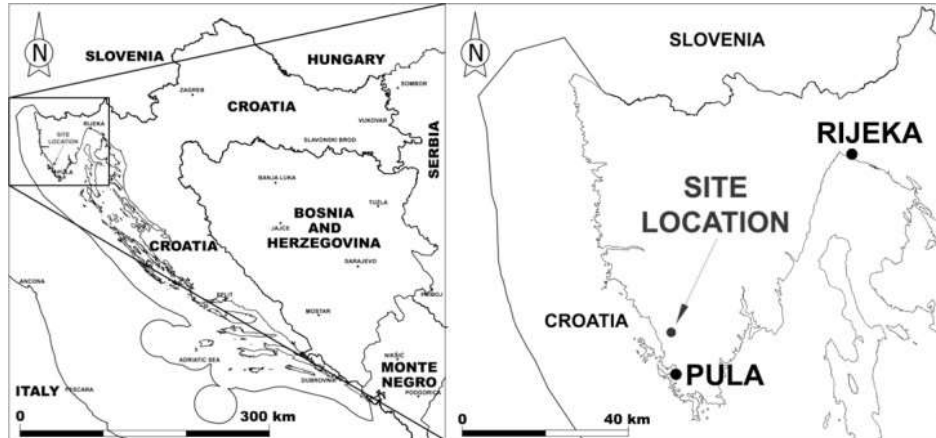 N
SLOVENIA
HUNGARY
ZAGREB
SOMBOR
CROATIA
VUKOVAR
RIJEKA
SITE
LOCATION
SLAVONSKI BROD
SERBIA
PULA
BANJA LUKA
TUZLA
BOSNIA
AND
HERZEGOVINA
JAJCE
CROATIA
SARAJEVO
ANCONA
SPLIT
MOSTAR
ADRIATIC SEA
NIKŠIĆ
MONTE
NEGRO
DUBROVNIK
PODGORICA
ITALY
PESCARA
0
300 km
N
SLOVENIA
RIJEKA
SITE
LOCATION
CROATIA
PULA
0
40 km